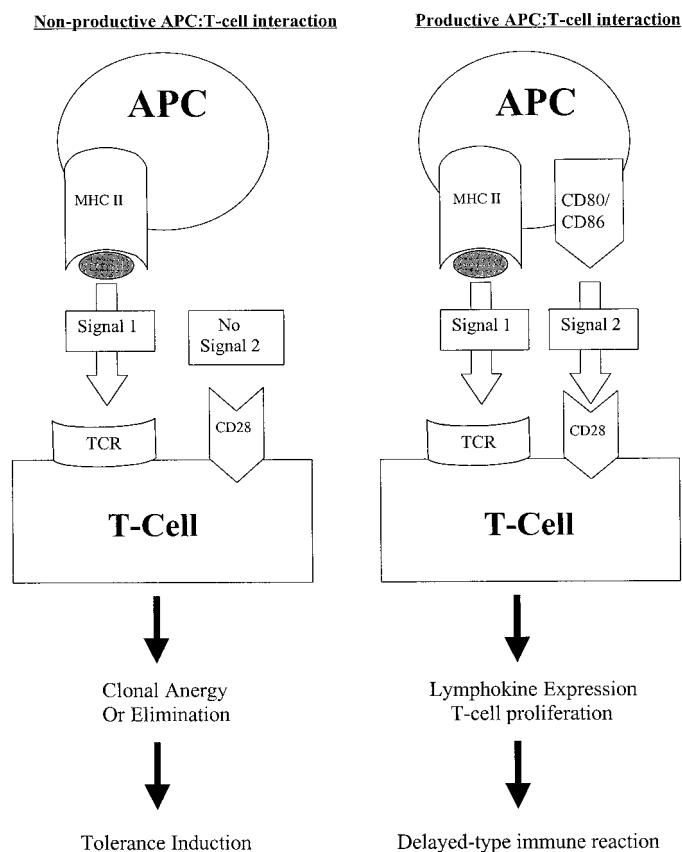 Non-productive APC:T-cell interaction
APC
MHC II
Signal 1
No
Signal 2
TCR
CD28
T-Cell
Clonal Anergy
Or Elimination
Tolerance Induction
Productive APC:T-cell interaction
APC
MHC II
CD80/
CD86
Signal 1
Signal 2
TCR
CD28
T-Cell
Lymphokine Expression
T-cell proliferation
Delayed-type immune reaction